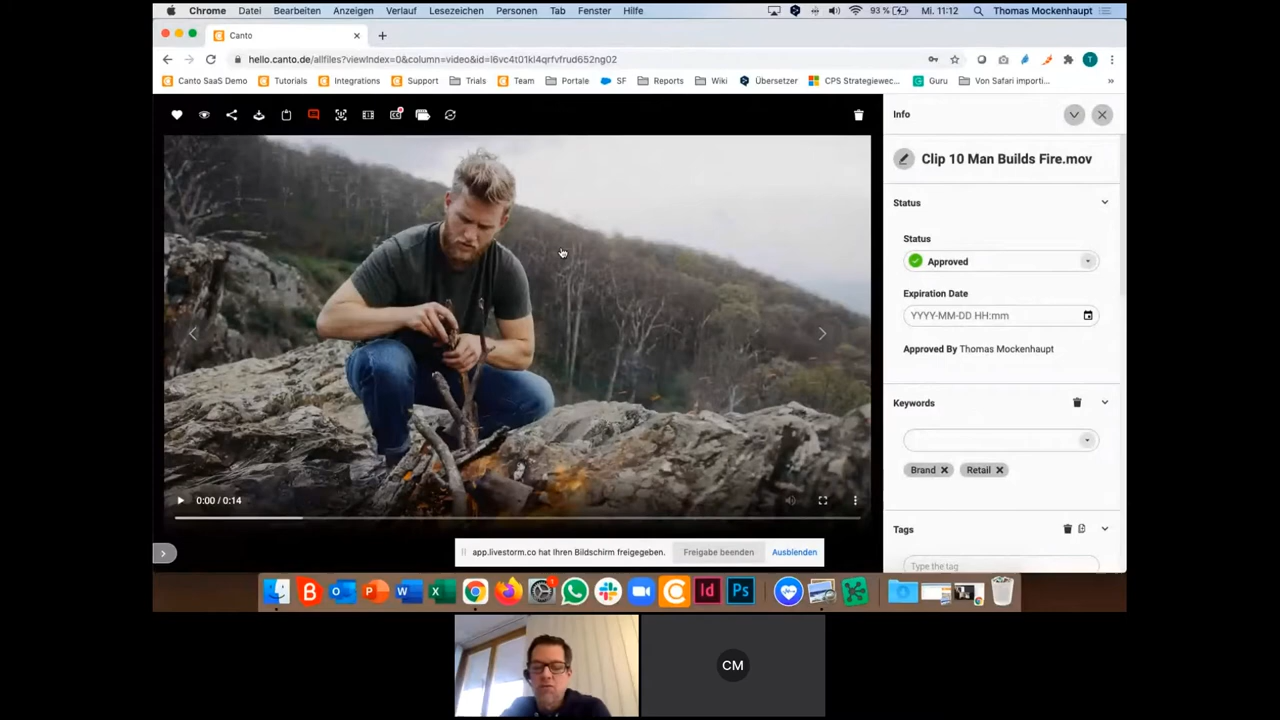 Chrome Datei Bearbeiten Anzeigen Verlauf Lesezeichen Personen Tab Fenster Hilfe 93 % Mi. 11:12 Thomas Mockenhaupt
Canto
hello.canto.de/allfiles?viewIndex=0&column=video&id=l6vc4t01kl4qrfvfrud652ng02
Canto SaaS Demo Tutorials Integrations Support Trials Team Portale SF Reports Wiki Übersetzer CPS Strategiewec... Guru Von Safari importi...
Info
Clip 10 Man Builds Fire.mov
Status
Status
Approved
Expiration Date
YYYY-MM-DD HH:mm
Approved By Thomas Mockenhaupt
Keywords
Brand Retail
0:00 / 0:14
Tags
app.livestorm.co hat Ihren Bildschirm freigegeben. Freigabe beenden Ausblenden
Type the tag
Id Ps
CM